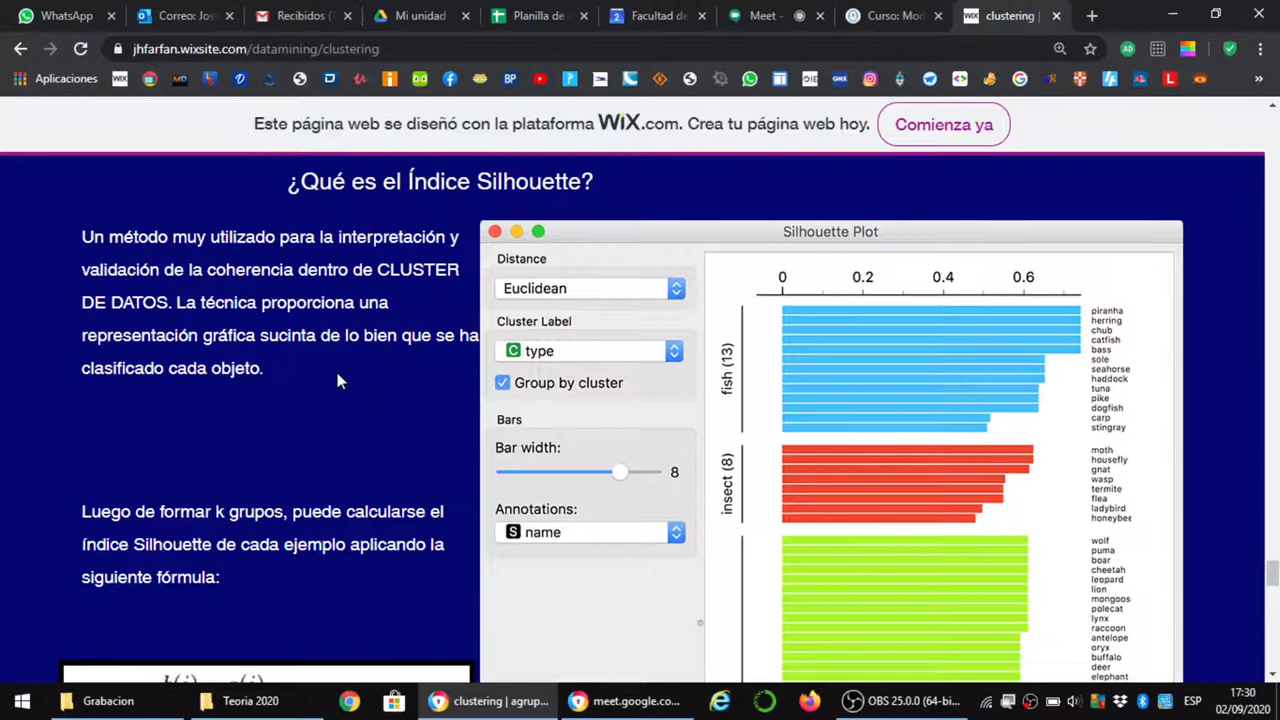 WhatsApp
Correo: Jos
Recibidos (
Mi unidad
Planilla de
Facultad de
Meet -
Curso: Mod
clustering |
jhfarfan.wixsite.com/datamining/clustering
Aplicaciones
Este página web se diseñó con la plataforma WiX.com. Crea tu página web hoy.
Comienza ya
¿Qué es el Índice Silhouette?
Un método muy utilizado para la interpretación y
validación de la coherencia dentro de CLUSTER
DE DATOS. La técnica proporciona una
representación gráfica sucinta de lo bien que se ha
clasificado cada objeto.
Luego de formar k grupos, puede calcularse el
índice Silhouette de cada ejemplo aplicando la
siguiente fórmula:
Silhouette Plot
Distance
Euclidean
Cluster Label
C type
Group by cluster
Bars
Bar width:
8
Annotations:
S name
0 0.2 0.4 0.6
fish (13)
piranha
herring
chub
catfish
bass
sole
seahorse
haddock
tuna
pike
dogfish
carp
stingray
insect (8)
moth
housefly
gnat
wasp
termite
flea
ladybird
honeybee
wolf
puma
boar
cheetah
leopard
lion
mongoos
polecat
lynx
raccoon
antelope
oryx
buffalo
deer
elephant
Grabacion
Teoria 2020
clustering | agrup...
meet.google.co...
OBS 25.0.0 (64-bi...
ESP
17:30
02/09/2020